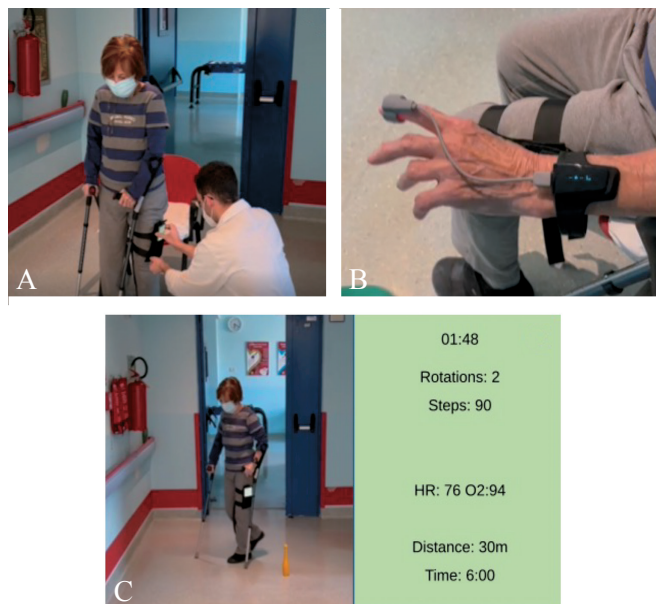 A
B
C
01:48
Rotations: 2
Steps: 90
HR: 76 O2:94
Distance: 30m
Time: 6:00